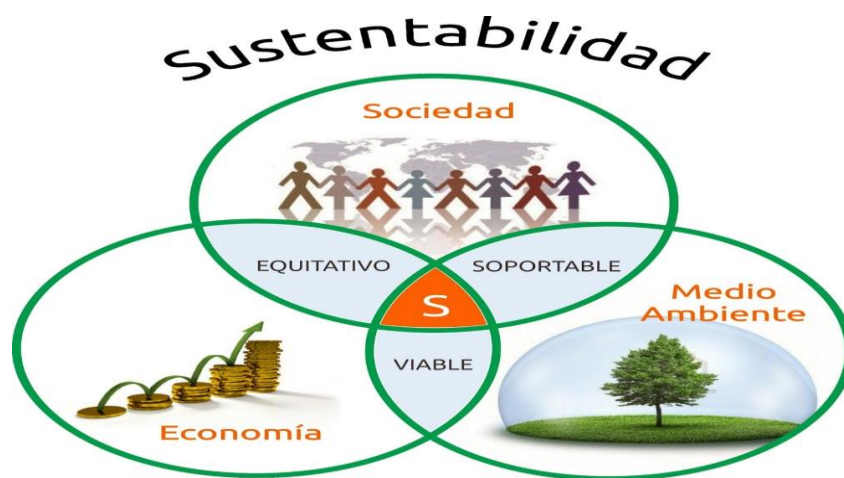 Sustentabilidad
Sociedad
EQUITATIVO
SOPORTABLE
S
Medio
Ambiente
VIABLE
Economía